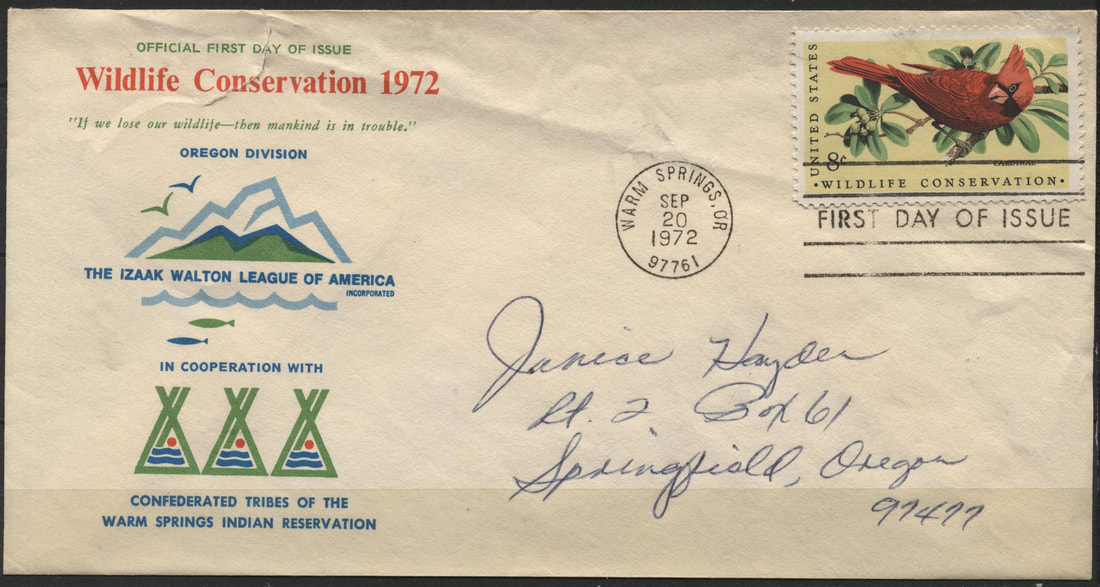 OFFICIAL FIRST DAY OF ISSUE
Wildlife Conservation 1972
"If we lose our wildlife—then mankind is in trouble."
OREGON DIVISION
THE IZAAK WALTON LEAGUE OF AMERICA
INCORPORATED
IN COOPERATION WITH
CONFEDERATED TRIBES OF THE
WARM SPRINGS INDIAN RESERVATION
WARM SPRINGS, OR
SEP
20
1972
97761
UNITED STATES
8c
CARDINAL
• WILDLIFE CONSERVATION •
FIRST DAY OF ISSUE
Janice Hayden
Rt. 2 Box 61
Springfield, Oregon
97477